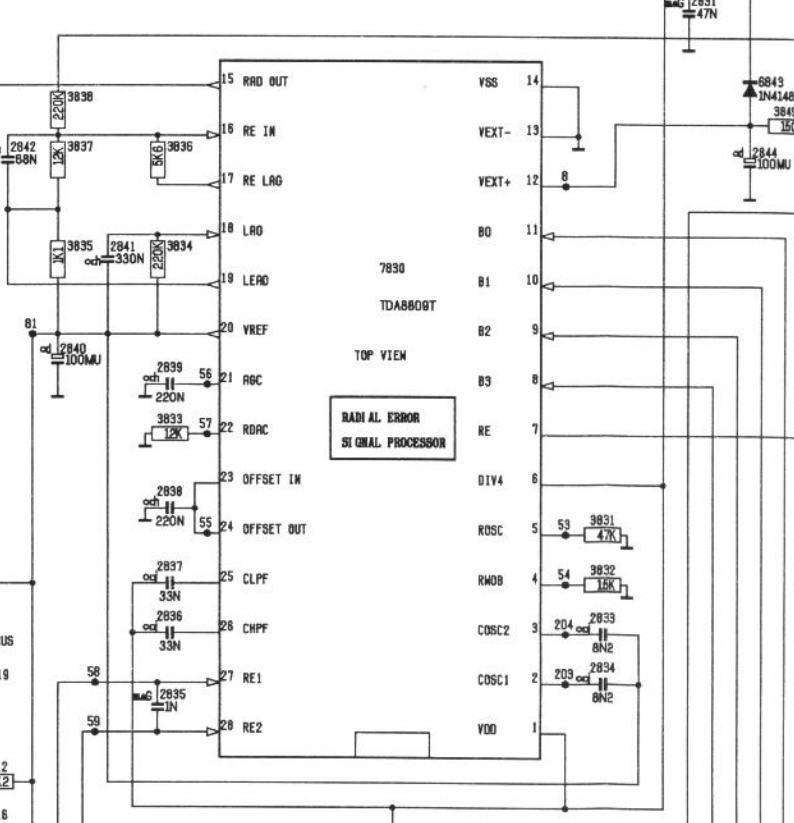 2831
47N
15 RAD OUT
VSS 14
6843
1N4148
220K 3838
3849
16 RE IN
VEXT- 13
2842
68N
12K 3837
5K6 3836
2844
100MU
17 RE LAG
VEXT+ 12 8
18 LAG
B0 11
1K1 3835
2841
330N
220K 3834
7830
TDA8809T
19 LEAD
B1 10
81
20 VREF
B2 9
2840
100MU
TOP VIEW
2839
220N
56
21 AGC
B3 8
3833
12K
57
22 RDAC
RADIAL ERROR
SIGNAL PROCESSOR
RE 7
23 OFFSET IN
DIV4 6
2838
220N
55
24 OFFSET OUT
ROSC 5 53
3831
47K
2837
33N
25 CLPF
RWOB 4 54
3832
15K
2836
33N
26 CHPF
COSC2 3 204
2833
8N2
58
27 RE1
COSC1 2 203
2834
8N2
2835
1N
59
28 RE2
VDD 1